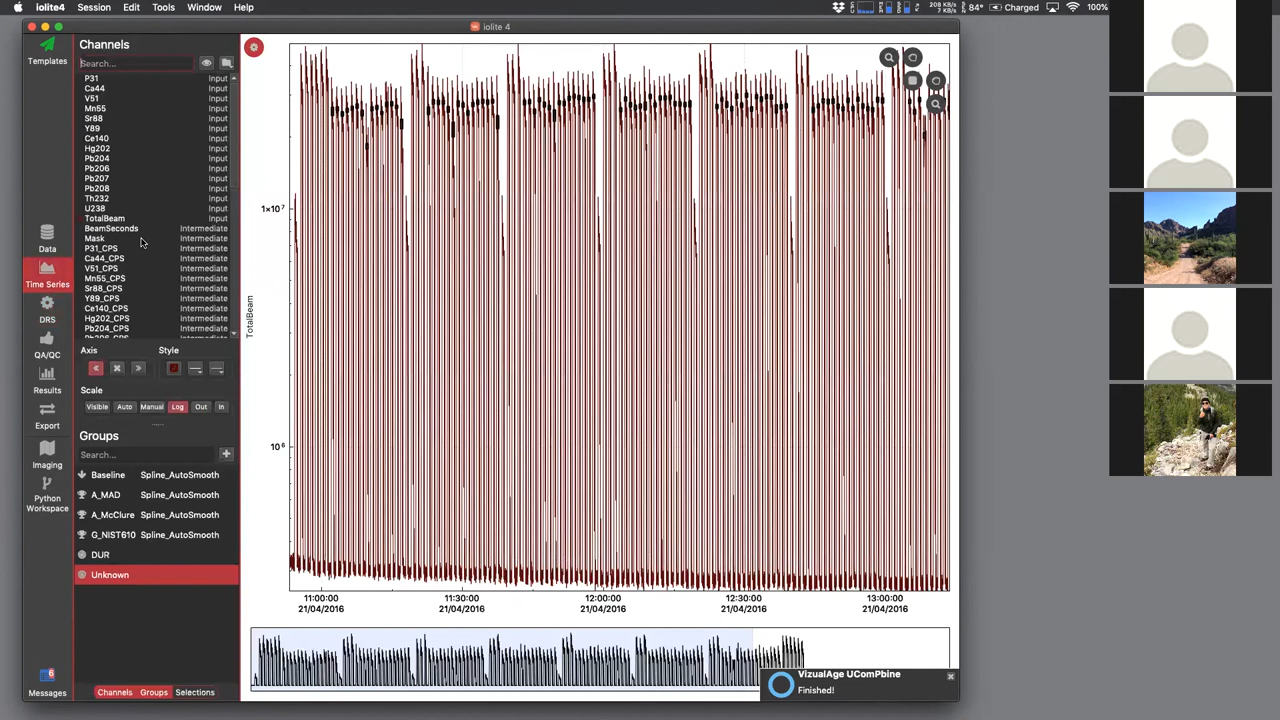 iolite4 Session Edit Tools Window Help
208 KB/s
7 KB/s
84° Charged 100%
iolite 4
Templates
Data
Time Series
DRS
QA/QC
Results
Export
Imaging
Python
Workspace
6
Messages
Channels
Search...
P31 Input
Ca44 Input
V51 Input
Mn55 Input
Sr88 Input
Y89 Input
Ce140 Input
Hg202 Input
Pb204 Input
Pb206 Input
Pb207 Input
Pb208 Input
Th232 Input
U238 Input
TotalBeam Input
BeamSeconds Intermediate
Mask Intermediate
P31_CPS Intermediate
Ca44_CPS Intermediate
V51_CPS Intermediate
Mn55_CPS Intermediate
Sr88_CPS Intermediate
Y89_CPS Intermediate
Ce140_CPS Intermediate
Hg202_CPS Intermediate
Pb204_CPS Intermediate
Pb206_CPS Intermediate
Axis Style
Scale
Visible Auto Manual Log Out In
Groups
Search...
Baseline Spline_AutoSmooth
A_MAD Spline_AutoSmooth
A_McClure Spline_AutoSmooth
G_NIST610 Spline_AutoSmooth
DUR
Unknown
Channels Groups Selections
TotalBeam
1×10⁷
10⁶
11:00:00 11:30:00 12:00:00 12:30:00 13:00:00
21/04/2016 21/04/2016 21/04/2016 21/04/2016 21/04/2016
VizualAge UComPbine
Finished!